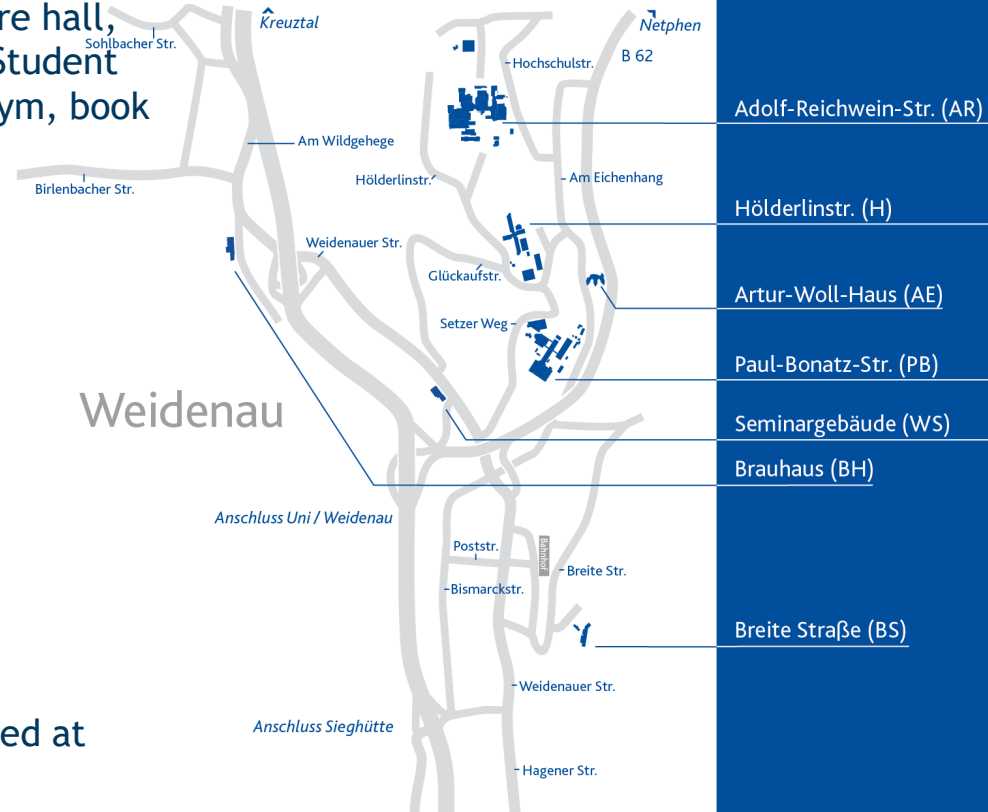 re hall,
Student
ym, book
Kreuztal
Netphen
Sohlbacher Str.
B 62
Hochschulstr.
Adolf-Reichwein-Str. (AR)
Am Wildgehege
Hölderlinstr.
Am Eichenhang
Birlenbacher Str.
Hölderlinstr. (H)
Weidenauer Str.
Glückaufstr.
Artur-Woll-Haus (AE)
Setzer Weg
Paul-Bonatz-Str. (PB)
Weidenau
Seminargebäude (WS)
Brauhaus (BH)
Anschluss Uni / Weidenau
Poststr.
Bahnhof
Breite Str.
Bismarckstr.
Breite Straße (BS)
Weidenauer Str.
Anschluss Sieghütte
ed at
Hagener Str.